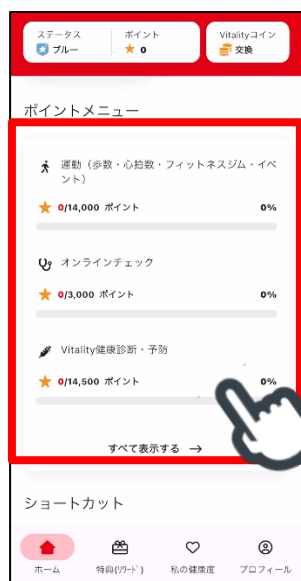 ステータス
ブルー
ポイント
0
Vitalityコイン
交換
ポイントメニュー
運動（歩数・心拍数・フィットネスジム・イベ
ント）
0/14,000 ポイント 0%
オンラインチェック
0/3,000 ポイント 0%
Vitality健康診断・予防
0/14,500 ポイント 0%
すべて表示する →
ショートカット
ホーム 特典(リワード) 私の健康度 プロフィール